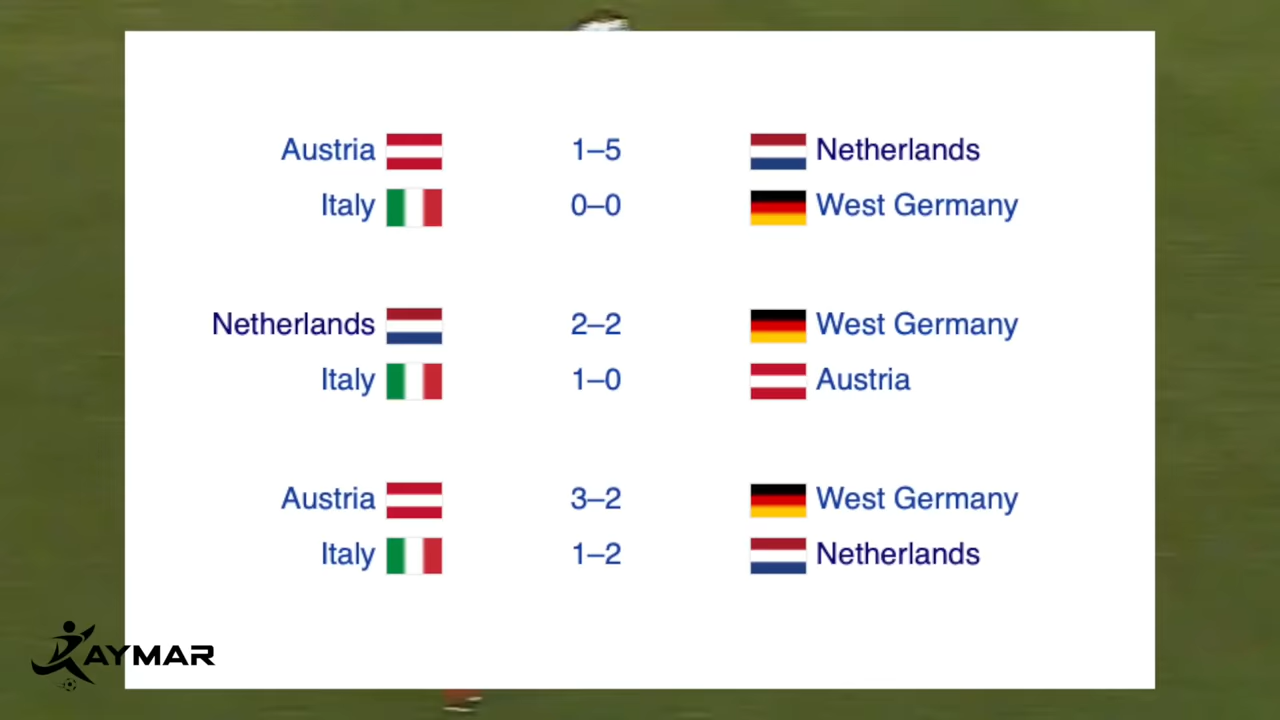 Austria 1–5 Netherlands
Italy 0–0 West Germany
Netherlands 2–2 West Germany
Italy 1–0 Austria
Austria 3–2 West Germany
Italy 1–2 Netherlands
KAYMAR